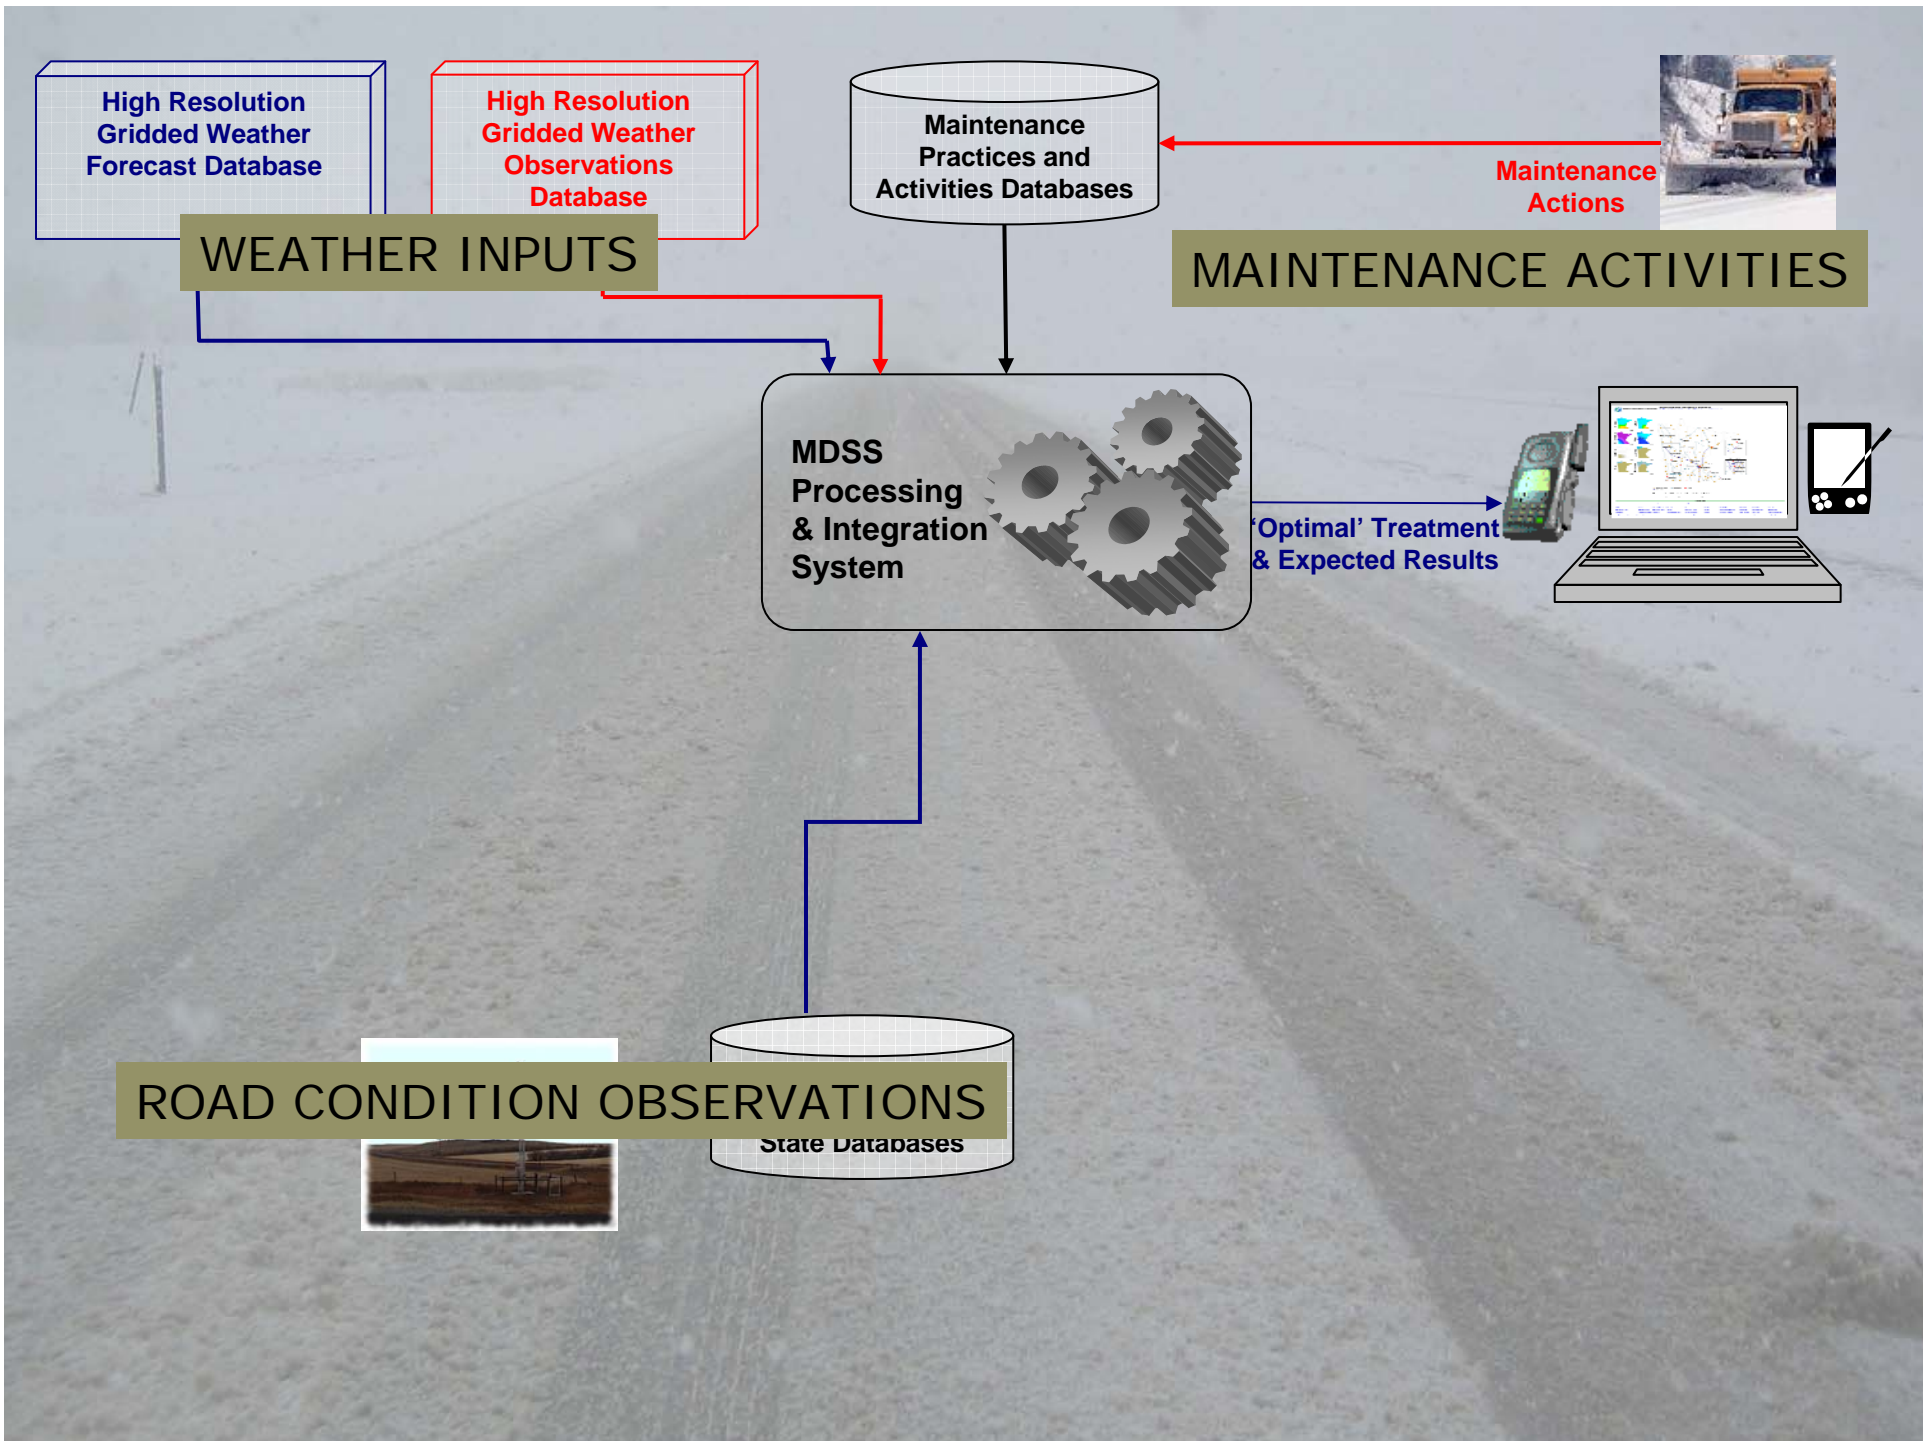 High Resolution
Gridded Weather
Forecast Database
High Resolution
Gridded Weather
Observations
Database
WEATHER INPUTS
Maintenance
Practices and
Activities Databases
Maintenance
Actions
MAINTENANCE ACTIVITIES
MDSS
Processing
& Integration
System
‘Optimal’ Treatment
& Expected Results
ROAD CONDITION OBSERVATIONS
State Databases